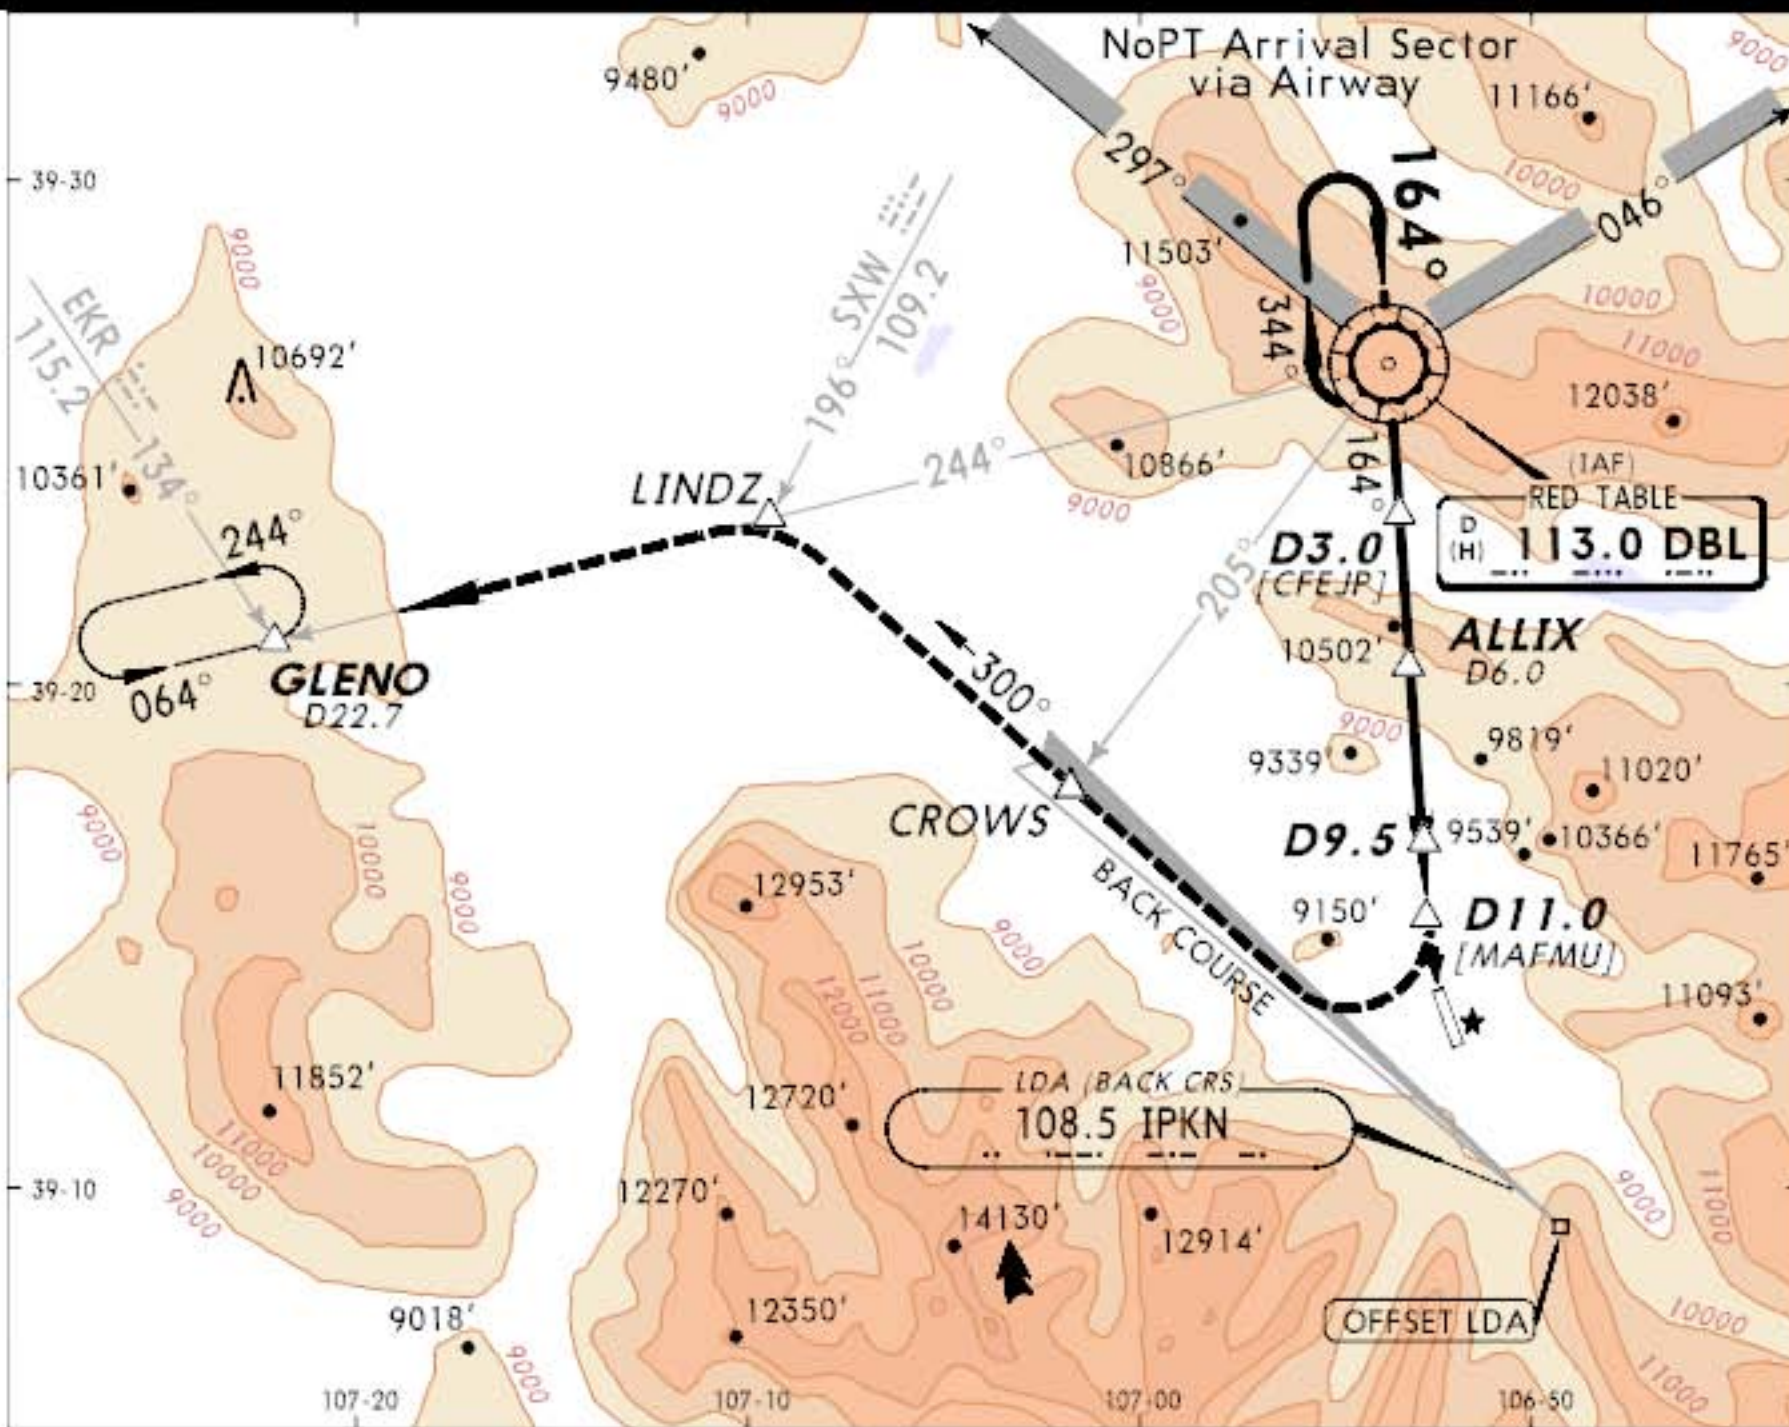 NoPT Arrival Sector
via Airway
9480'
9000
9000
11166'
297°
164°
10000
046°
39-30
9000
SXW
109.2
196°
11503'
9000
344°
10000
11000
EKR
115.2
134°
10692'
12038'
10361'
LINDZ
244°
10866'
9000
164°
(IAF)
RED TABLE
D
(H)
113.0 DBL
D3.0
[CFEJP]
205°
244°
064°
GLENO
D22.7
39-20
300°
10502'
ALLIX
D6.0
9000
9339'
9819'
11020'
CROWS
D9.5
9539'
10366'
11765'
9000
10000
9000
12953'
BACK COURSE
9150'
D11.0
[MAFMU]
9000
10000
11000
12000
11093'
11852'
11000
10000
9000
12720'
LDA (BACK CRS)
108.5 IPKN
39-10
12270'
14130'
12914'
9000
11000
12350'
9018'
9000
OFFSET LDA
10000
11000
107-20
107-10
107-00
106-50